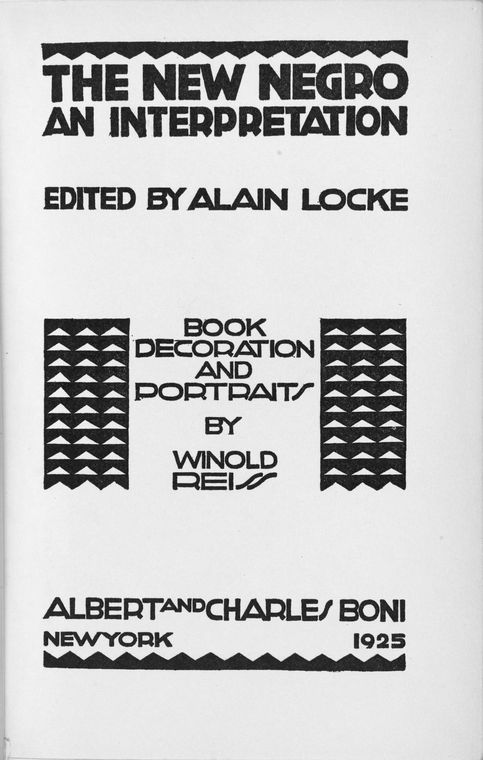 THE NEW NEGRO
AN INTERPRETATION
EDITED BY ALAIN LOCKE
BOOK
DECORATION
AND
PORTRAITS
BY
WINOLD
REISS
ALBERT AND CHARLES BONI
NEW YORK 1925